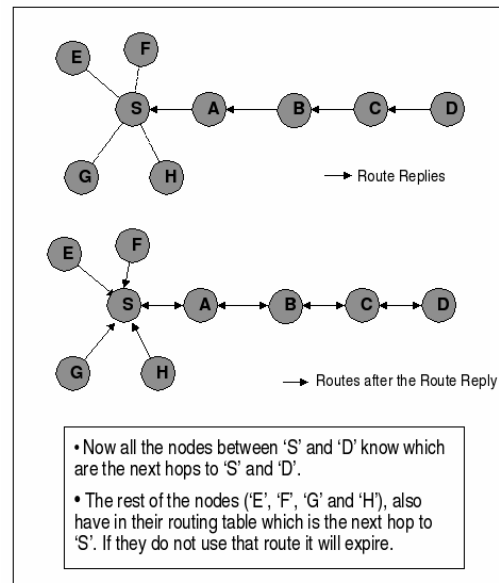 E
F
S
A
B
C
D
G
H
Route Replies
E
F
S
A
B
C
D
G
H
Routes after the Route Reply
• Now all the nodes between ‘S’ and ‘D’ know which
are the next hops to ‘S’ and ‘D’.
• The rest of the nodes (‘E’, ‘F’, ‘G’ and ‘H’), also
have in their routing table which is the next hop to
‘S’. If they do not use that route it will expire.